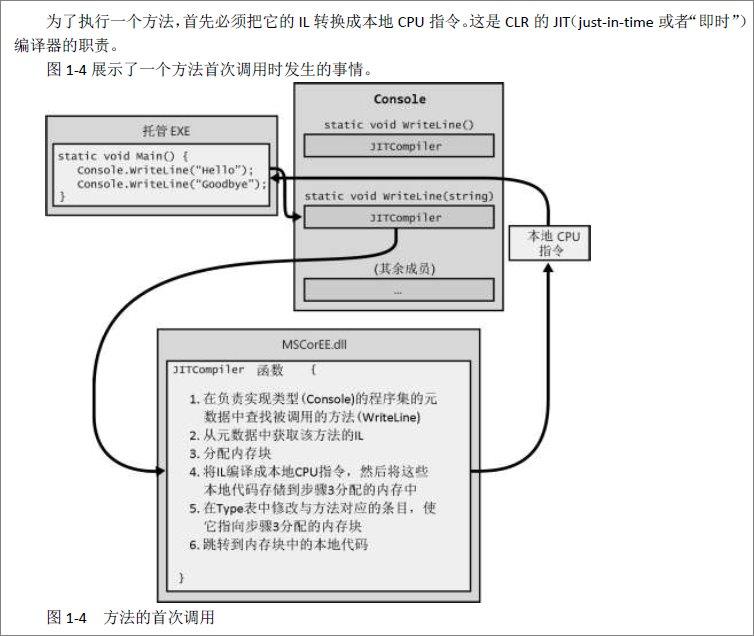 为了执行一个方法，首先必须把它的 IL 转换成本地 CPU 指令。这是 CLR 的 JIT（just-in-time 或者“即时”）
编译器的职责。
图 1-4 展示了一个方法首次调用时发生的事情。
托管 EXE
static void Main() {
Console.WriteLine("Hello");
Console.WriteLine("Goodbye");
}
Console
static void WriteLine()
JITCompiler
static void WriteLine(string)
JITCompiler
(其余成员)
...
本地 CPU
指令
MSCorEE.dll
JITCompiler 函数 {
1. 在负责实现类型(Console)的程序集的元
数据中查找被调用的方法(WriteLine)
2. 从元数据中获取该方法的IL
3. 分配内存块
4. 将IL编译成本地CPU指令，然后将这些
本地代码存储到步骤3分配的内存中
5. 在Type表中修改与方法对应的条目，使
它指向步骤3分配的内存块
6. 跳转到内存块中的本地代码
}
图 1-4 方法的首次调用